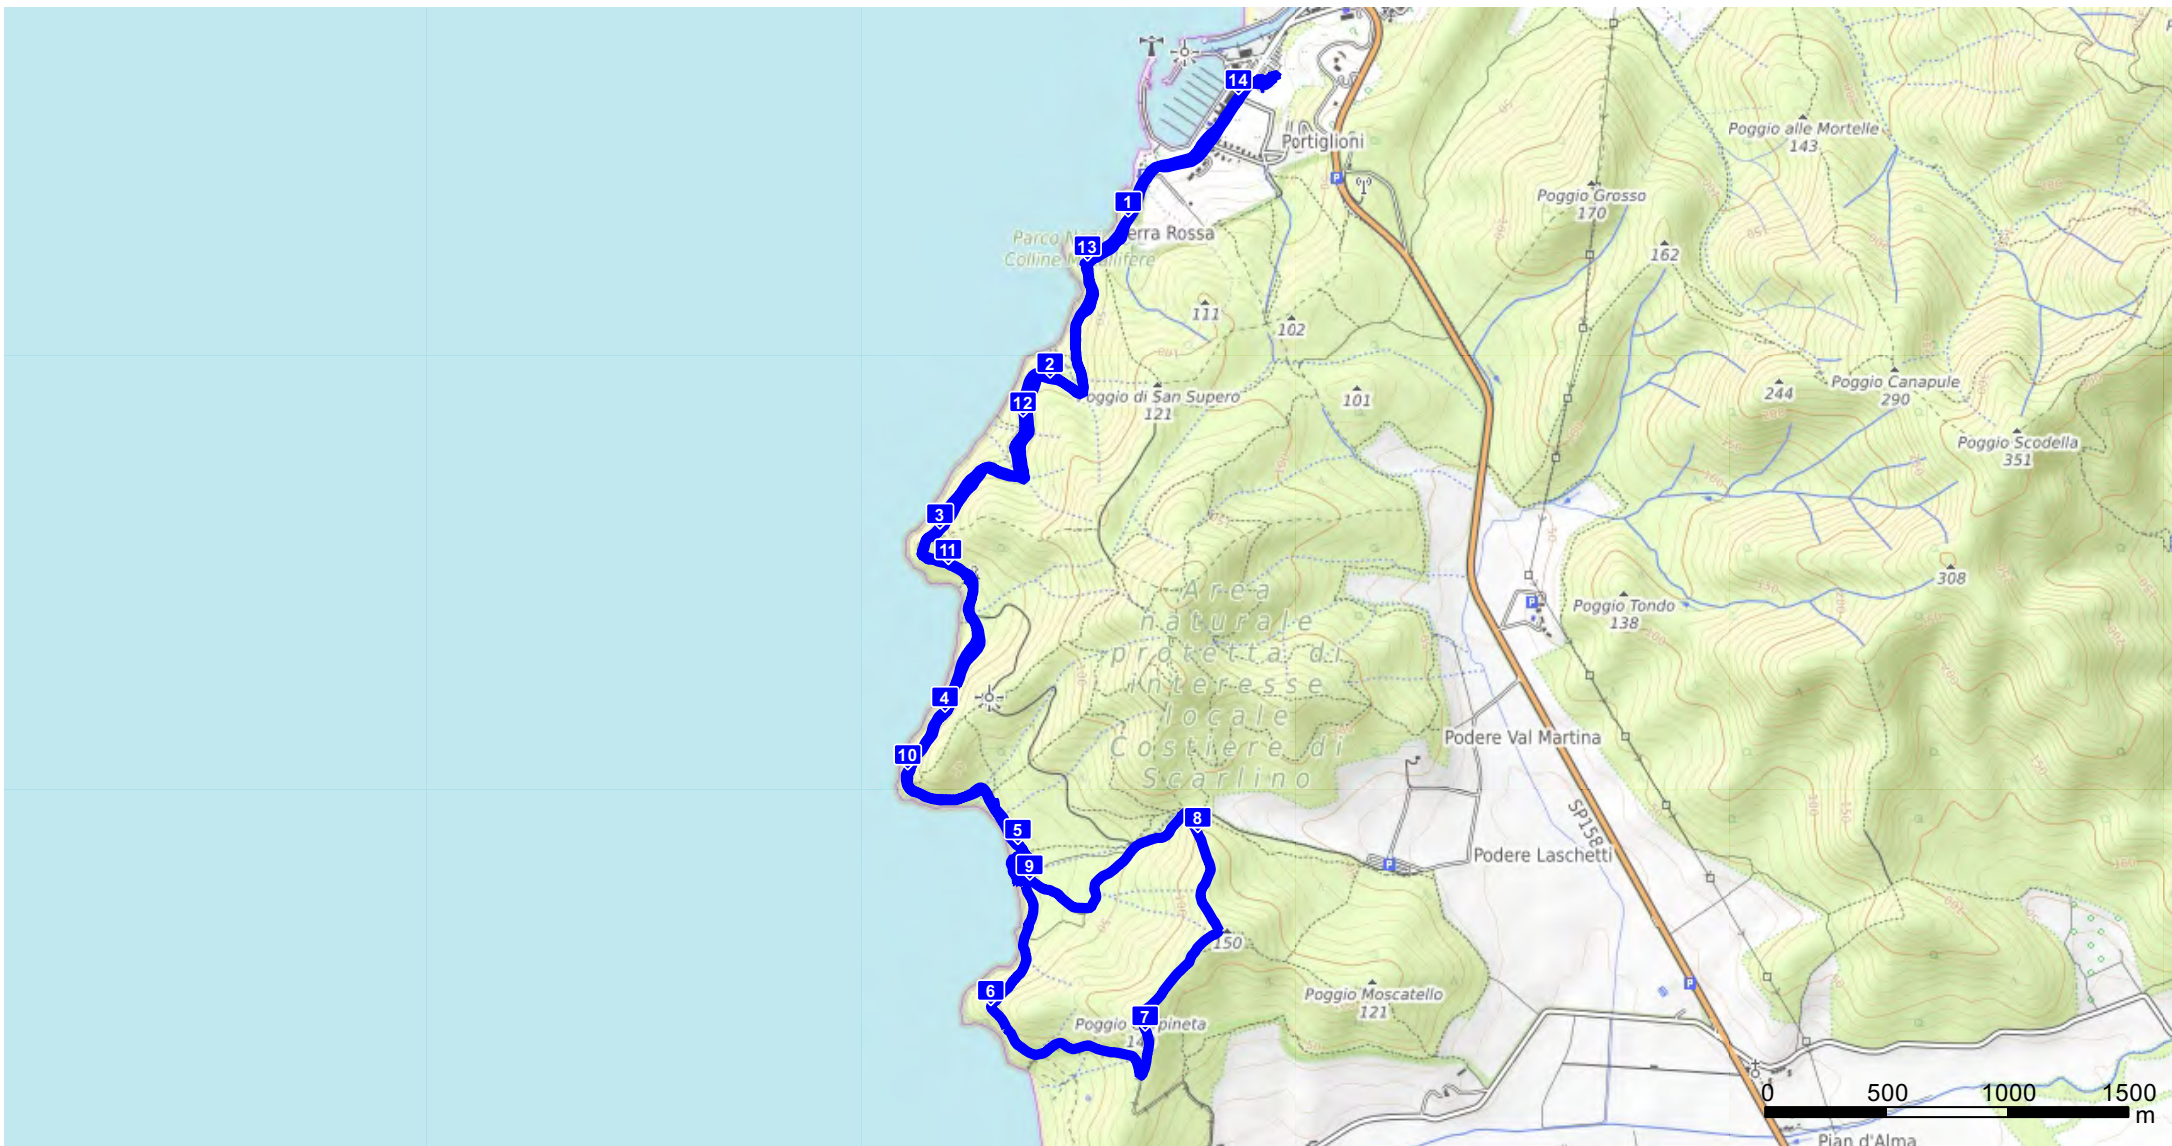 14
Portiglioni
Poggio alle Mortelle
143
P
Poggio Grosso
170
1
erra Rossa
13
Parco N
Colline M allifere
162
111
102
2
oggio di San Supero
121
101
244
Poggio Canapule
290
12
Poggio Scodella
351
3
11
308
Area
naturale
protetta di
interesse
locale
Costiere di
Scarlino
P
Poggio Tondo
138
4
Podere Val Martina
10
SP158
8
5
Podere Laschetti
P
9
150
6
Poggio Moscatello
121
P
7
Poggio pineta
14
0 500 1000 1500
m
Pian d'Alma